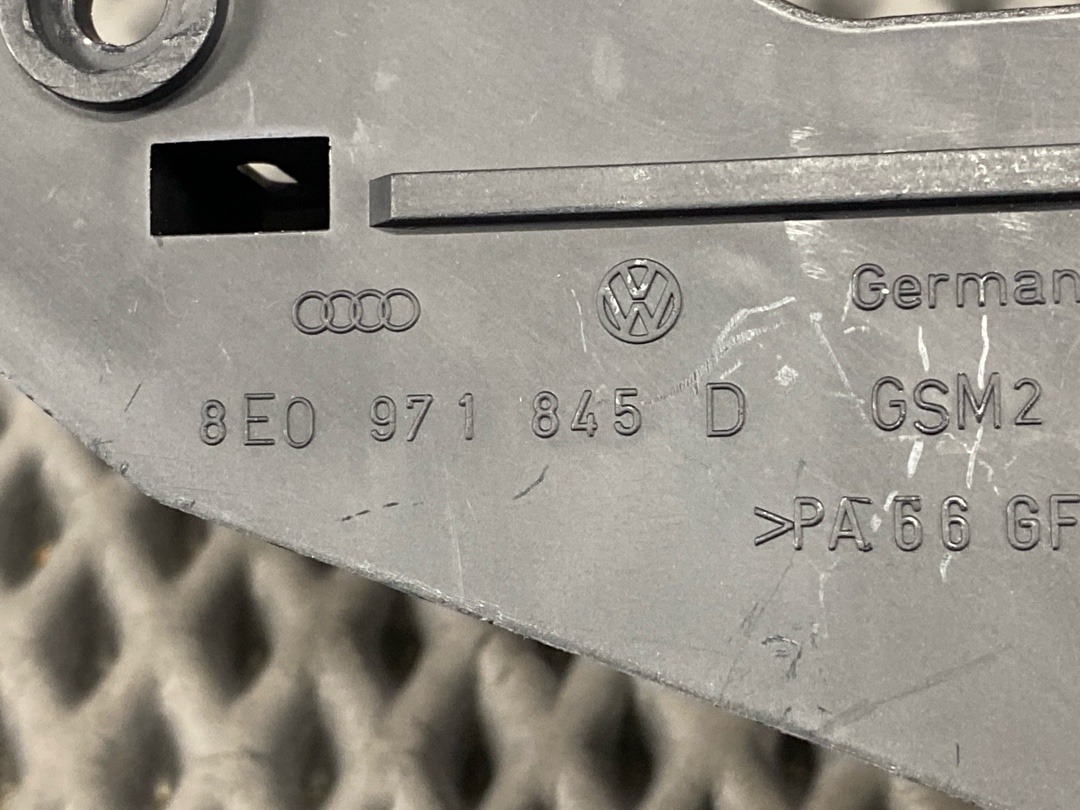 German
8E0 971 845 D GSM2
>PA 66 GF